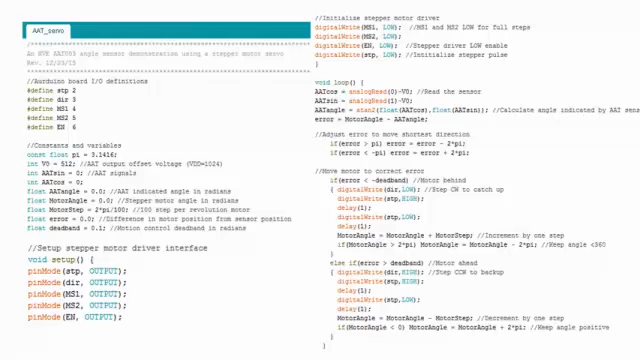 AAT_servo
/***********************************************************
An NVE AAT003 angle sensor demonstration using a stepper motor servo
Rev. 12/23/15
***********************************************************
//Aurduino board I/O definitions
#define stp 2
#define dir 3
#define MS1 4
#define MS2 5
#define EN 6
//Constants and variables
const float pi = 3.1416;
int V0 = 512; //AAT output offset voltage (VDD=1024)
int AATsin = 0; //AAT signals
int AATcos = 0;
float AATangle = 0.0; //AAT indicated angle in radians
float MotorAngle = 0.0; //Stepper motor angle in radians
float MotorStep = 2*pi/100; //100 step per revolution motor
float error = 0.0; //Difference in motor position from sensor position
float deadband = 0.1; //Motion control deadband in radians
//Setup stepper motor driver interface
void setup() {
pinMode(stp, OUTPUT);
pinMode(dir, OUTPUT);
pinMode(MS1, OUTPUT);
pinMode(MS2, OUTPUT);
pinMode(EN, OUTPUT);
//Initialize stepper motor driver
digitalWrite(MS1, LOW); //MS1 and MS2 LOW for full steps
digitalWrite(MS2, LOW);
digitalWrite(EN, LOW); //Stepper driver LOW enable
digitalWrite(stp, LOW); //Inititialize stepper pulse
}
void loop() {
AATcos = analogRead(0)-V0; //Read the sensor
AATsin = analogRead(1)-V0;
AATangle = atan2(float(AATcos),float(AATsin)); //Calculate angle indicated by AAT sens
error = MotorAngle - AATangle;
//Adjust error to move shortest direction
if(error > pi) error = error - 2*pi;
if(error < -pi) error = error + 2*pi;
//Move motor to correct error
if(error < -deadband) //Motor behind
{ digitalWrite(dir,LOW); //Step CW to catch up
digitalWrite(stp,HIGH);
delay(1);
digitalWrite(stp,LOW);
delay(1);
MotorAngle = MotorAngle + MotorStep; //Increment by one step
if(MotorAngle > 2*pi) MotorAngle = MotorAngle - 2*pi; //Keep angle <360
}
else if(error > deadband) //Motor ahead
{ digitalWrite(dir,HIGH); //Step CCW to backup
digitalWrite(stp,HIGH);
delay(1);
digitalWrite(stp,LOW);
delay(1);
MotorAngle = MotorAngle - MotorStep; //Decrement by one step
if(MotorAngle < 0) MotorAngle = MotorAngle + 2*pi; //Keep angle positive
}
}